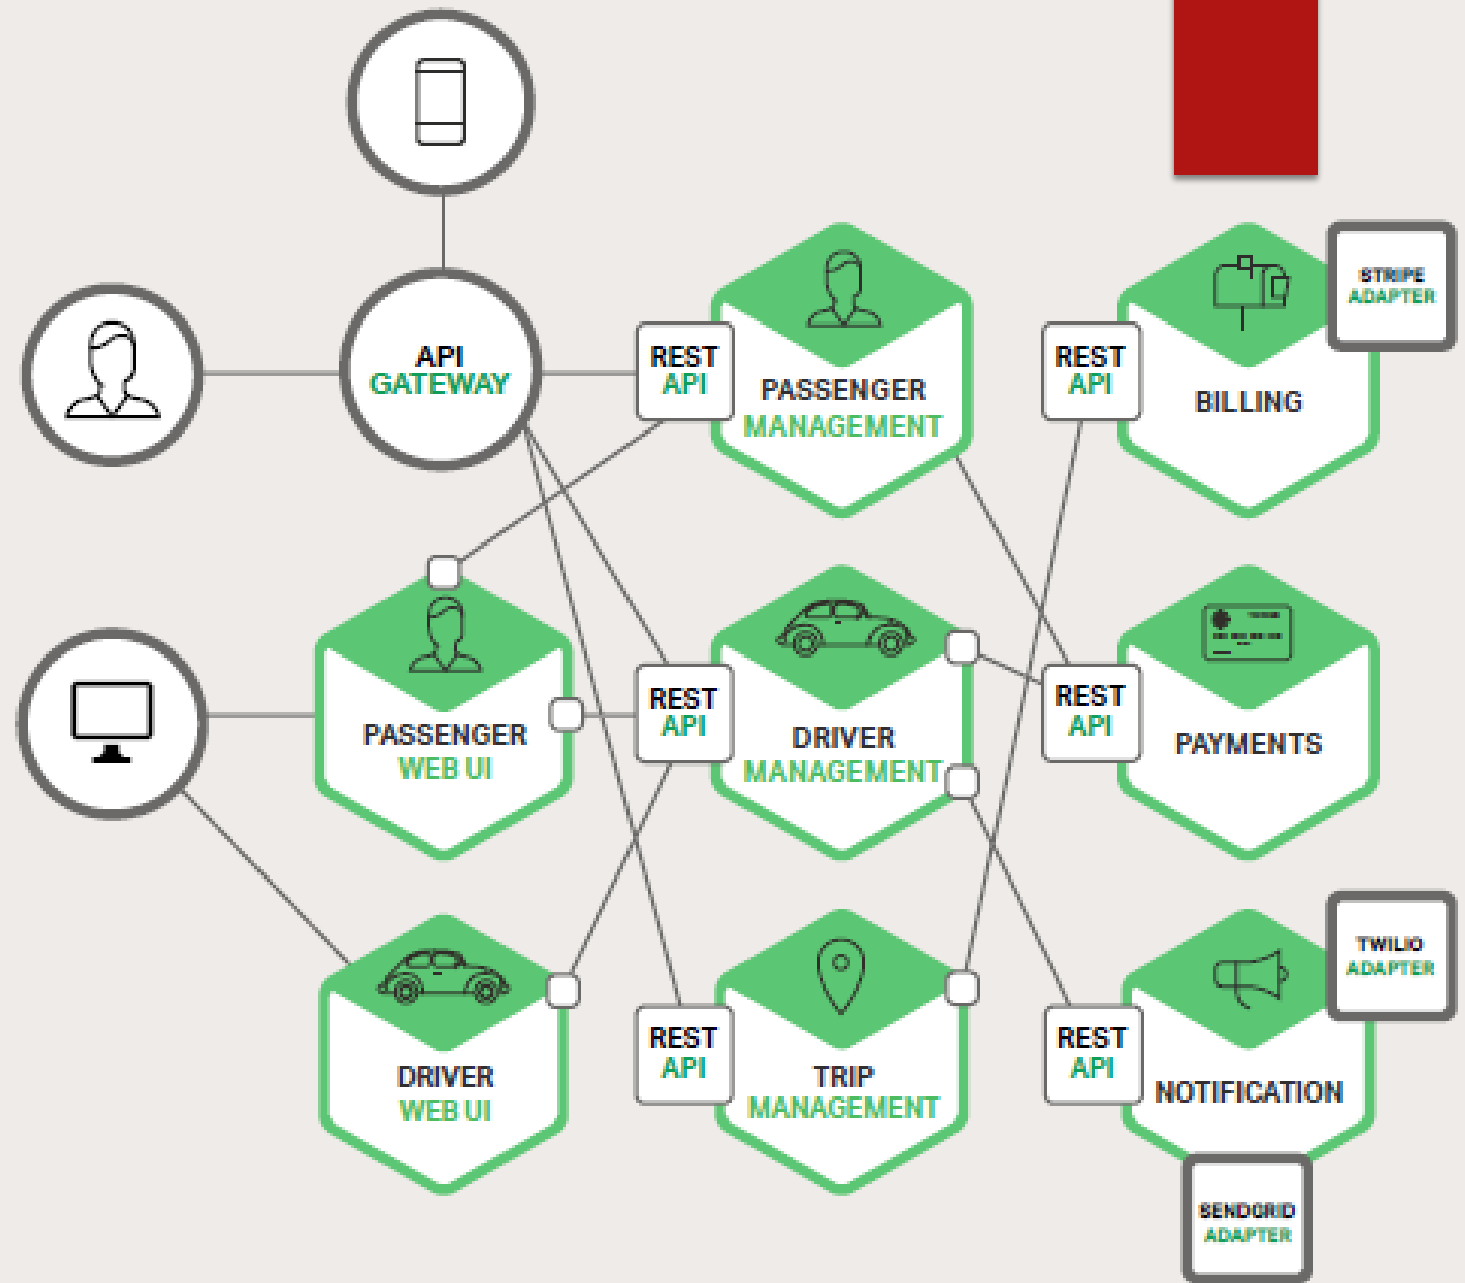 API
GATEWAY
REST
API
PASSENGER
MANAGEMENT
REST
API
BILLING
STRIPE
ADAPTER
PASSENGER
WEB UI
REST
API
DRIVER
MANAGEMENT
REST
API
PAYMENTS
DRIVER
WEB UI
REST
API
TRIP
MANAGEMENT
REST
API
NOTIFICATION
TWILIO
ADAPTER
SENDGRID
ADAPTER